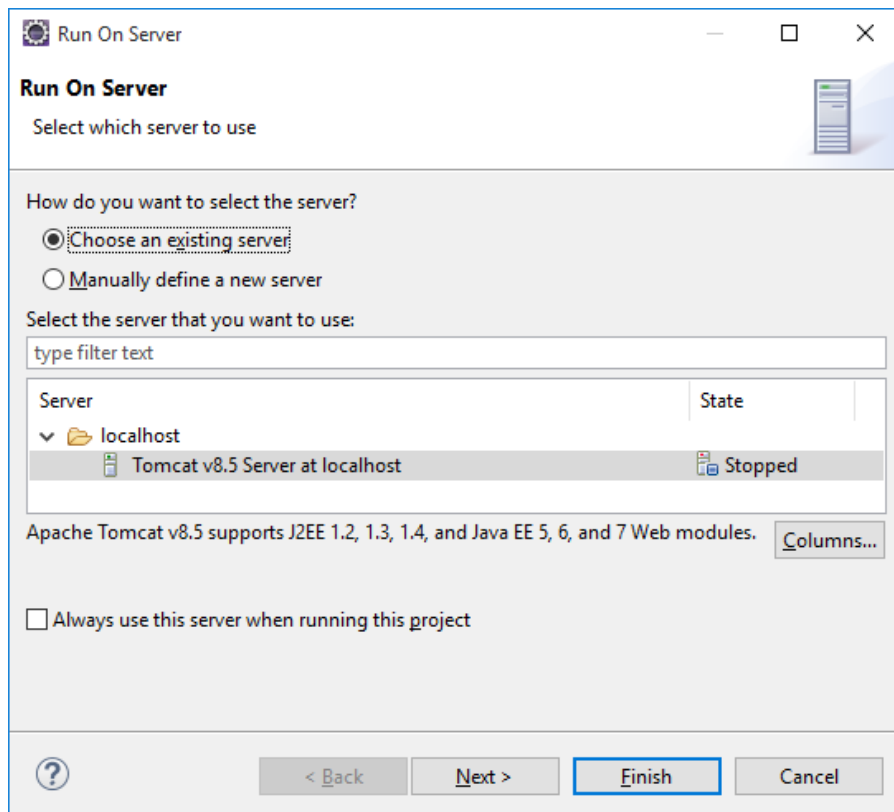 Run On Server
Run On Server
Select which server to use
How do you want to select the server?
Choose an existing server
Manually define a new server
Select the server that you want to use:
type filter text
Server State
localhost
Tomcat v8.5 Server at localhost Stopped
Apache Tomcat v8.5 supports J2EE 1.2, 1.3, 1.4, and Java EE 5, 6, and 7 Web modules. Columns...
Always use this server when running this project
? < Back Next > Finish Cancel